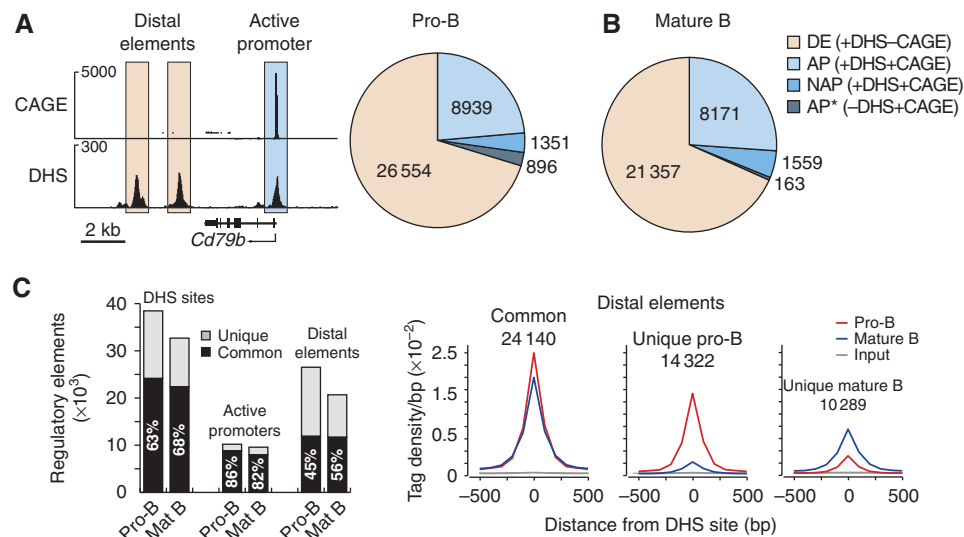 A
Distal elements
Active promoter
5000
CAGE
300
DHS
2 kb
Cd79b
Pro-B
8939
1351
896
26 554
B
Mature B
8171
1559
163
21 357
DE (+DHS–CAGE)
AP (+DHS+CAGE)
NAP (+DHS+CAGE)
AP* (–DHS+CAGE)
C
Regulatory elements (×10³)
40
30
20
10
0
DHS sites
Unique
Common
Active promoters
Distal elements
63%
68%
86%
82%
45%
56%
Pro-B
Mat B
Pro-B
Mat B
Pro-B
Mat B
Distal elements
Tag density/bp (×10⁻²)
2.5
2.0
1.5
1.0
0.5
0
Common
24 140
Unique pro-B
14 322
Unique mature B
10 289
Pro-B
Mature B
Input
–500
0
500
–500
0
500
–500
0
500
Distance from DHS site (bp)